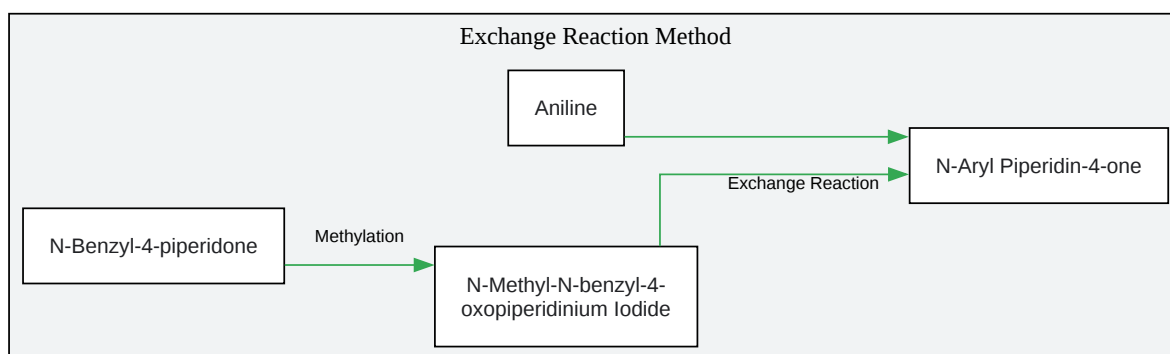 Exchange Reaction Method
Aniline
N-Aryl Piperidin-4-one
Exchange Reaction
N-Benzyl-4-piperidone
Methylation
N-Methyl-N-benzyl-4-
oxopiperidinium Iodide